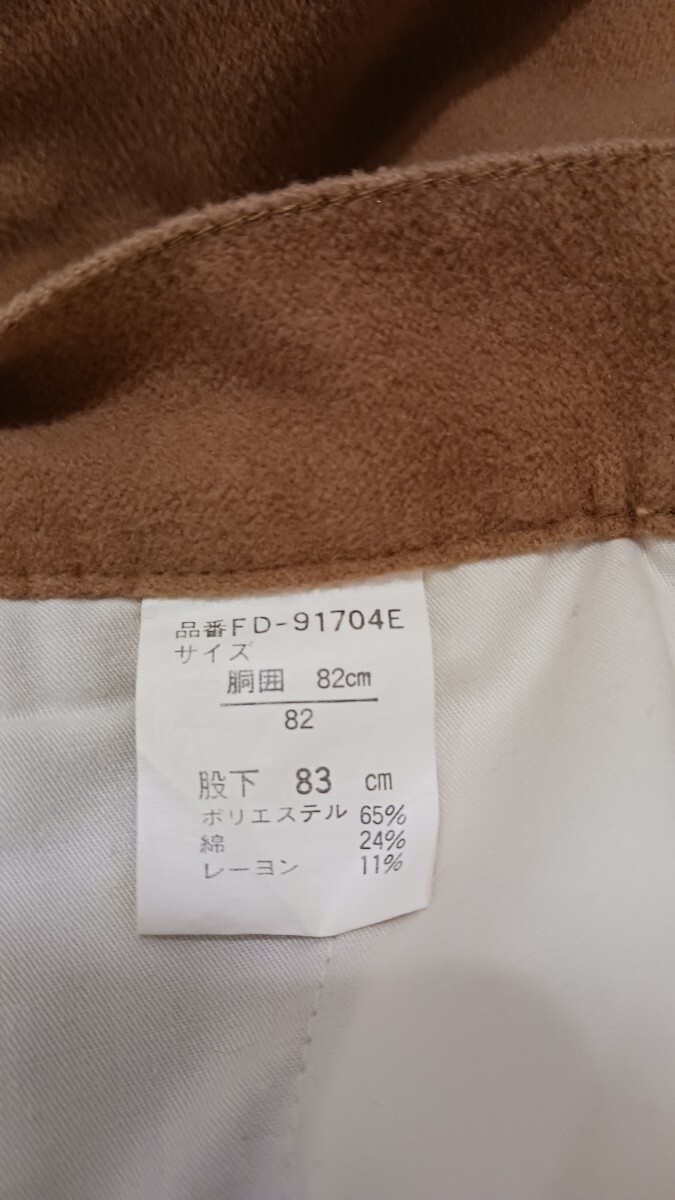 品番FD-91704E
サイズ
胴囲 82cm
82
股下 83 cm
ポリエステル 65%
綿 24%
レーヨン 11%